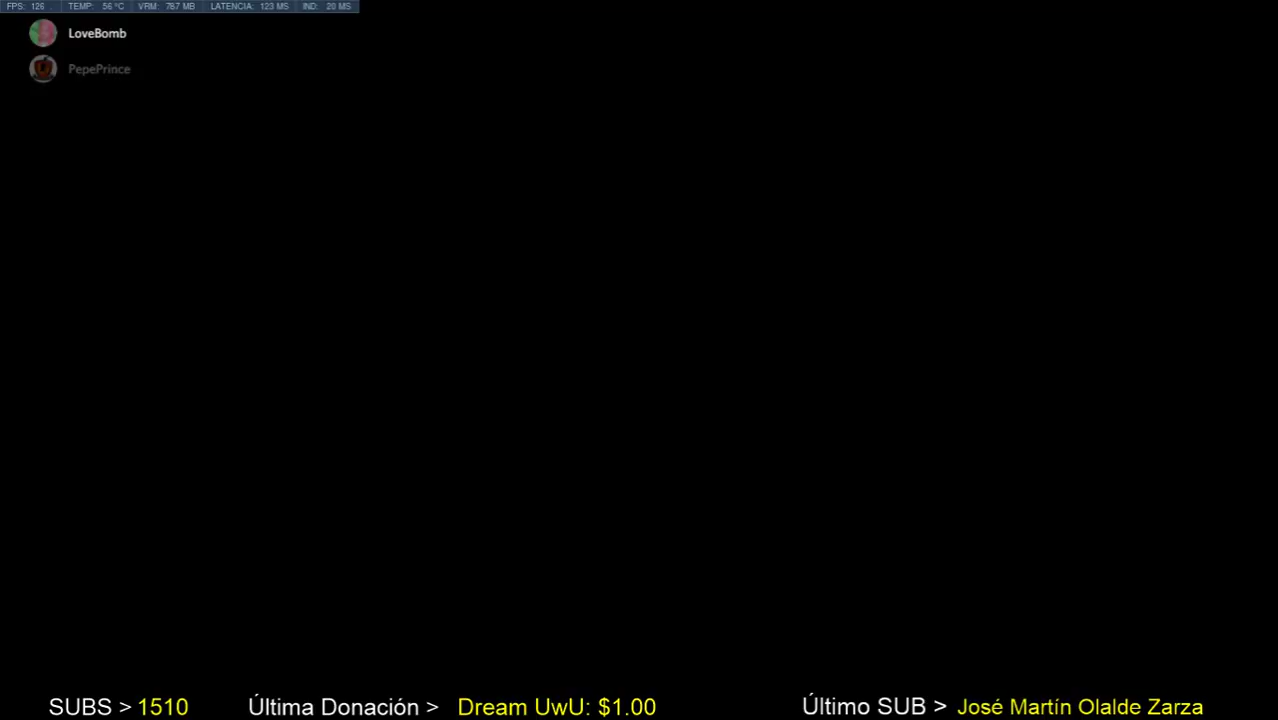 FPS: 126 TEMP: 56 °C VRM: 767 MB LATENCIA: 123 MS IND: 20 MS
LoveBomb
PepePrince
SUBS > 1510 Última Donación > Dream UwU: $1.00 Último SUB > José Martín Olalde Zarza